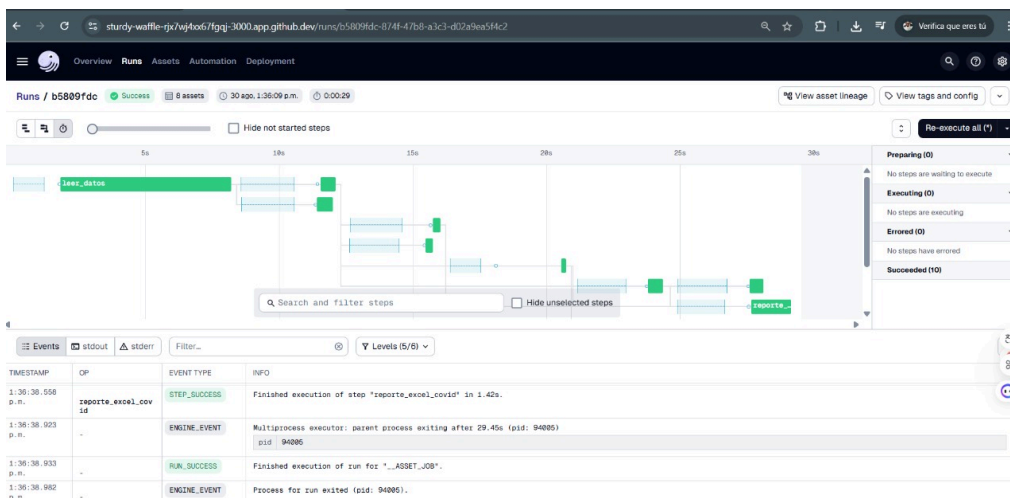 sturdy-waffle-rjx7wj4xx67fgqj-3000.app.github.dev/runs/b5809fdc-874f-47b8-a3c3-d02a9ea5f4c2
Verifica que eres tú
Overview Runs Assets Automation Deployment
Runs / b5809fdc Success 8 assets 30 ago, 1:36:09 p.m. 0:00:29 View asset lineage View tags and config
Hide not started steps Re-execute all (*)
5s 10s 15s 20s 25s 30s
Preparing (0)
No steps are waiting to execute
Executing (0)
No steps are executing
Errored (0)
No steps have errored
Succeeded (10)
leer_datos
Search and filter steps Hide unselected steps
reporte_…
Events stdout stderr Filter… Levels (5/6)
TIMESTAMP OP EVENT TYPE INFO
1:36:38.558 p.m. reporte_excel_covid STEP_SUCCESS Finished execution of step "reporte_excel_covid" in 1.42s.
1:36:38.923 p.m. - ENGINE_EVENT Multiprocess executor: parent process exiting after 29.45s (pid: 94005)
pid 94005
1:36:38.933 p.m. - RUN_SUCCESS Finished execution of run for "__ASSET_JOB".
1:36:38.982 p.m. - ENGINE_EVENT Process for run exited (pid: 94005).